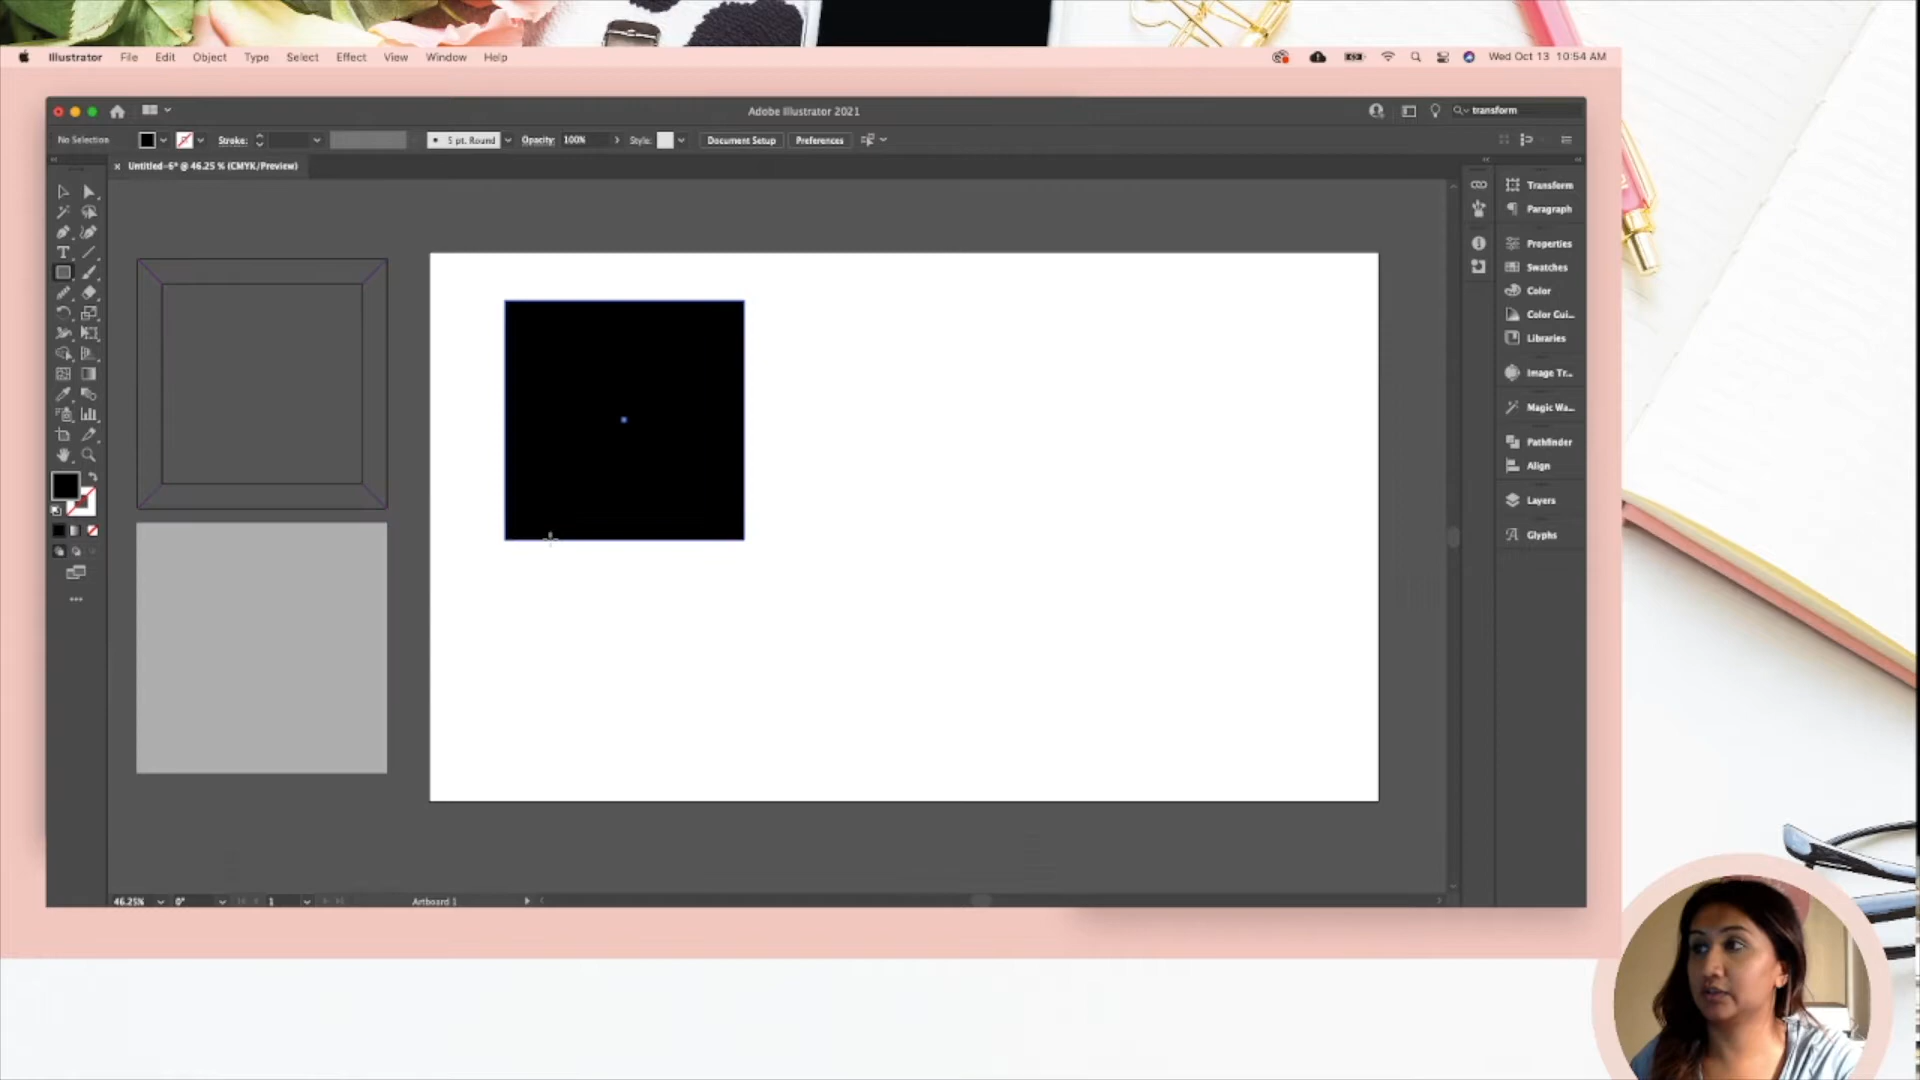 Illustrator File Edit Object Type Select Effect View Window Help Wed Oct 13 10:54 AM
Adobe Illustrator 2021 transform
No Selection Stroke: 5 pt. Round Opacity: 100% Style: Document Setup Preferences
× Untitled-6* @ 46.25 % (CMYK/Preview)
Transform
Paragraph
Properties
Swatches
Color
Color Gui...
Libraries
Image Tr...
Magic Wa...
Pathfinder
Align
Layers
Glyphs
46.25% 0° 1 Artboard 1